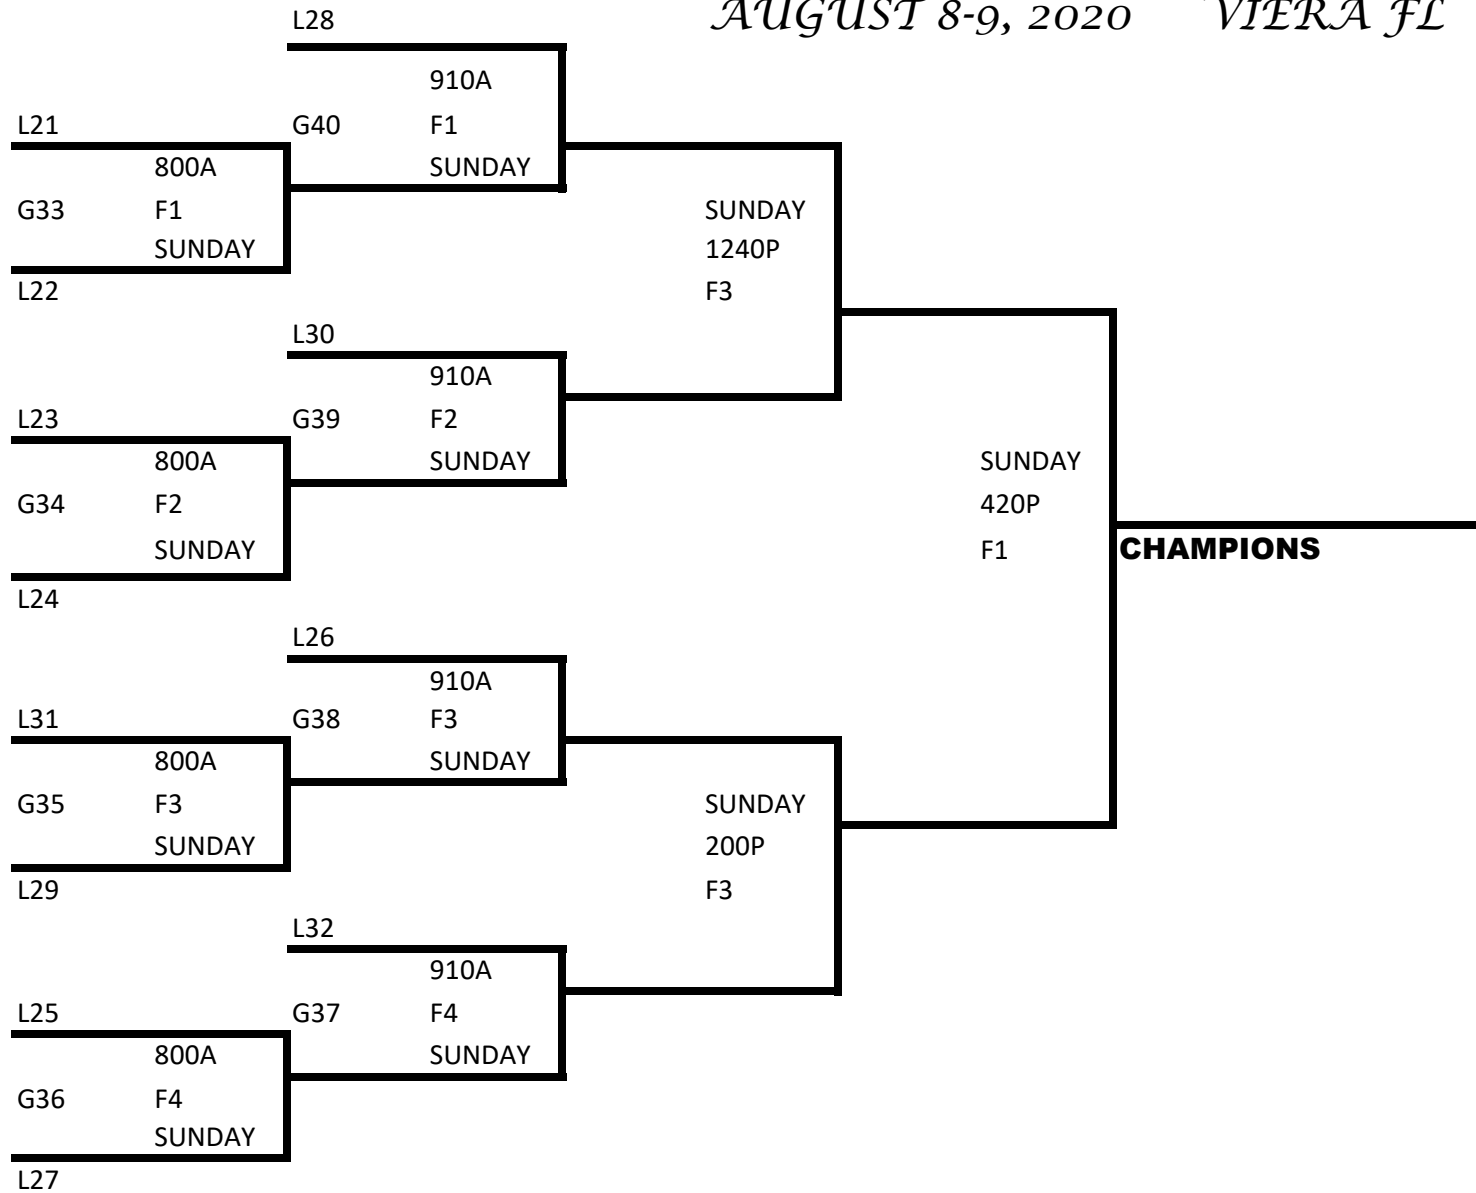 AUGUST 8-9, 2020 VIERA FL
L28
910A
L21 G40 F1
800A SUNDAY
G33 F1 SUNDAY
SUNDAY 1240P
L22 F3
L30
910A
L23 G39 F2
800A SUNDAY SUNDAY
G34 F2 420P
SUNDAY F1 CHAMPIONS
L24
L26
910A
L31 G38 F3
800A SUNDAY
G35 F3 SUNDAY
SUNDAY 200P
L29 F3
L32
910A
L25 G37 F4
800A SUNDAY
G36 F4
SUNDAY
L27